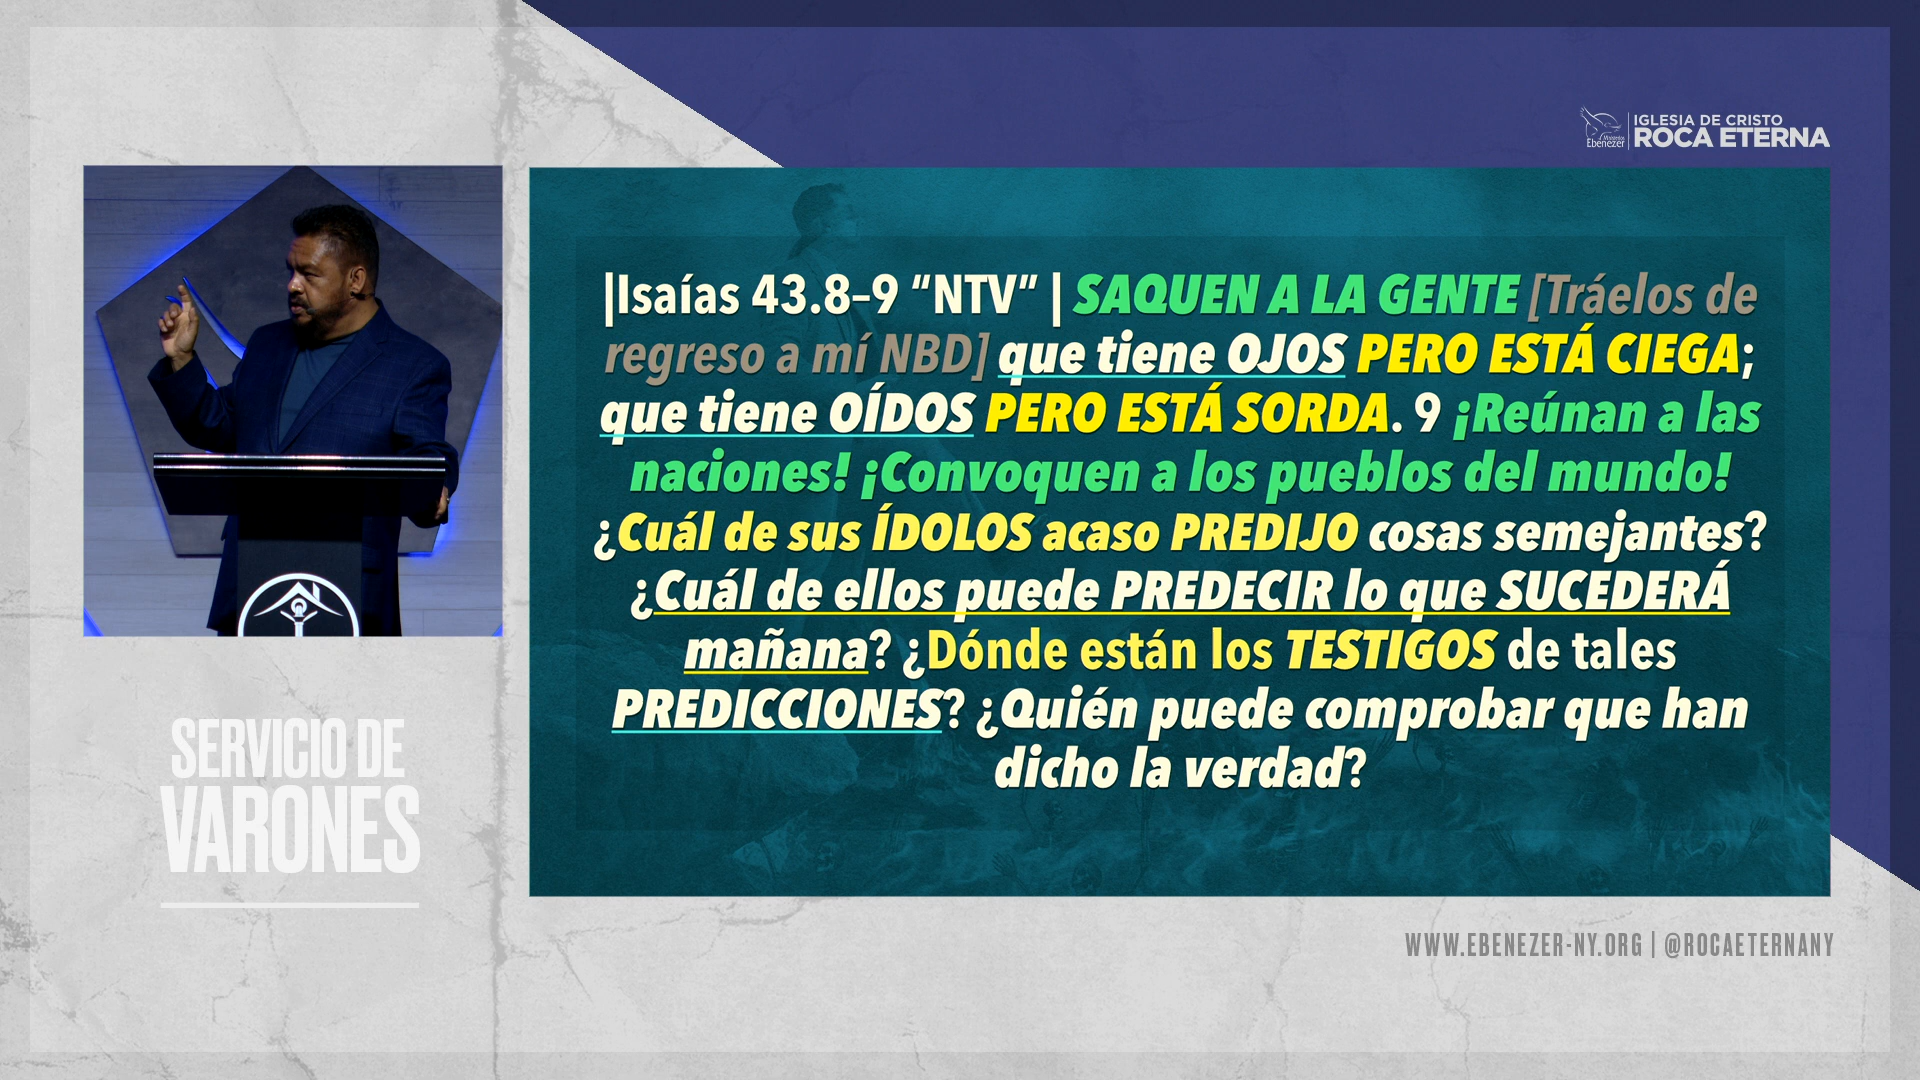 Ministerios
Ebenezer
IGLESIA DE CRISTO
ROCA ETERNA
|Isaías 43.8–9 “NTV” | SAQUEN A LA GENTE [Tráelos de
regreso a mí NBD] que tiene OJOS PERO ESTÁ CIEGA;
que tiene OÍDOS PERO ESTÁ SORDA. 9 ¡Reúnan a las
naciones! ¡Convoquen a los pueblos del mundo!
¿Cuál de sus ÍDOLOS acaso PREDIJO cosas semejantes?
¿Cuál de ellos puede PREDECIR lo que SUCEDERÁ
mañana? ¿Dónde están los TESTIGOS de tales
PREDICCIONES? ¿Quién puede comprobar que han
dicho la verdad?
SERVICIO DE
VARONES
WWW.EBENEZER-NY.ORG | @ROCAETERNANY